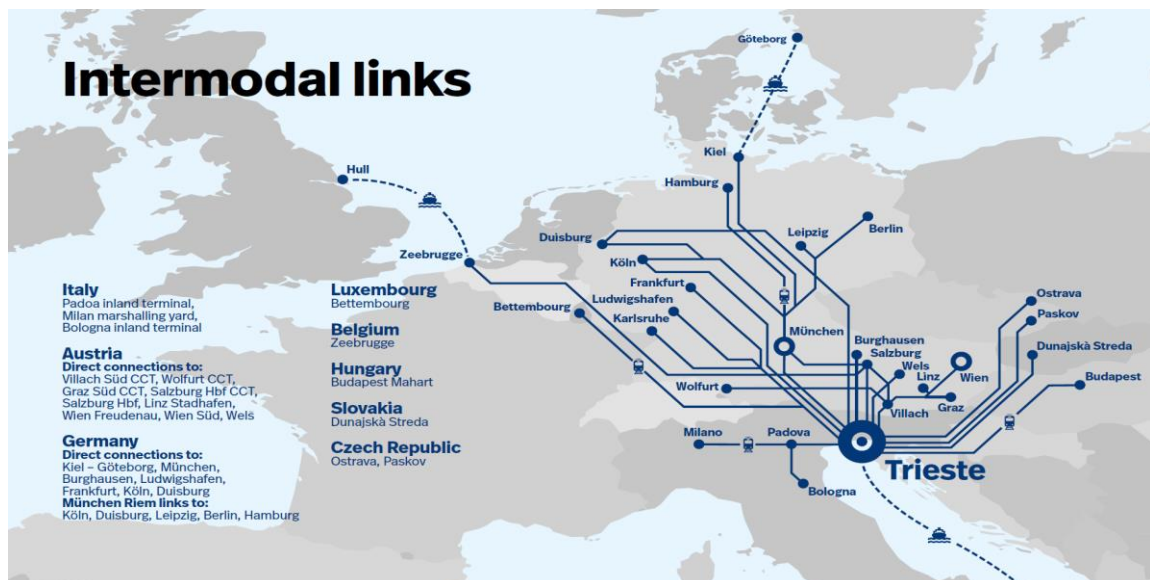 Intermodal links
Göteborg
Kiel
Hull
Hamburg
Leipzig
Berlin
Duisburg
Zeebrugge
Köln
Frankfurt
Ludwigshafen
Bettembourg
Karlsruhe
München
Ostrava
Paskov
Burghausen
Salzburg
Dunajskà Streda
Wels
Linz
Wien
Budapest
Wolfurt
Villach
Graz
Milano
Padova
Trieste
Bologna
Italy
Padoa inland terminal,
Milan marshalling yard,
Bologna inland terminal
Austria
Direct connections to:
Villach Süd CCT, Wolfurt CCT,
Graz Süd CCT, Salzburg Hbf CCT,
Salzburg Hbf, Linz Stadhafen,
Wien Freudenau, Wien Süd, Wels
Germany
Direct connections to:
Kiel – Göteborg, München,
Burghausen, Ludwigshafen,
Frankfurt, Köln, Duisburg
München Riem links to:
Köln, Duisburg, Leipzig, Berlin, Hamburg
Luxembourg
Bettembourg
Belgium
Zeebrugge
Hungary
Budapest Mahart
Slovakia
Dunajskà Streda
Czech Republic
Ostrava, Paskov